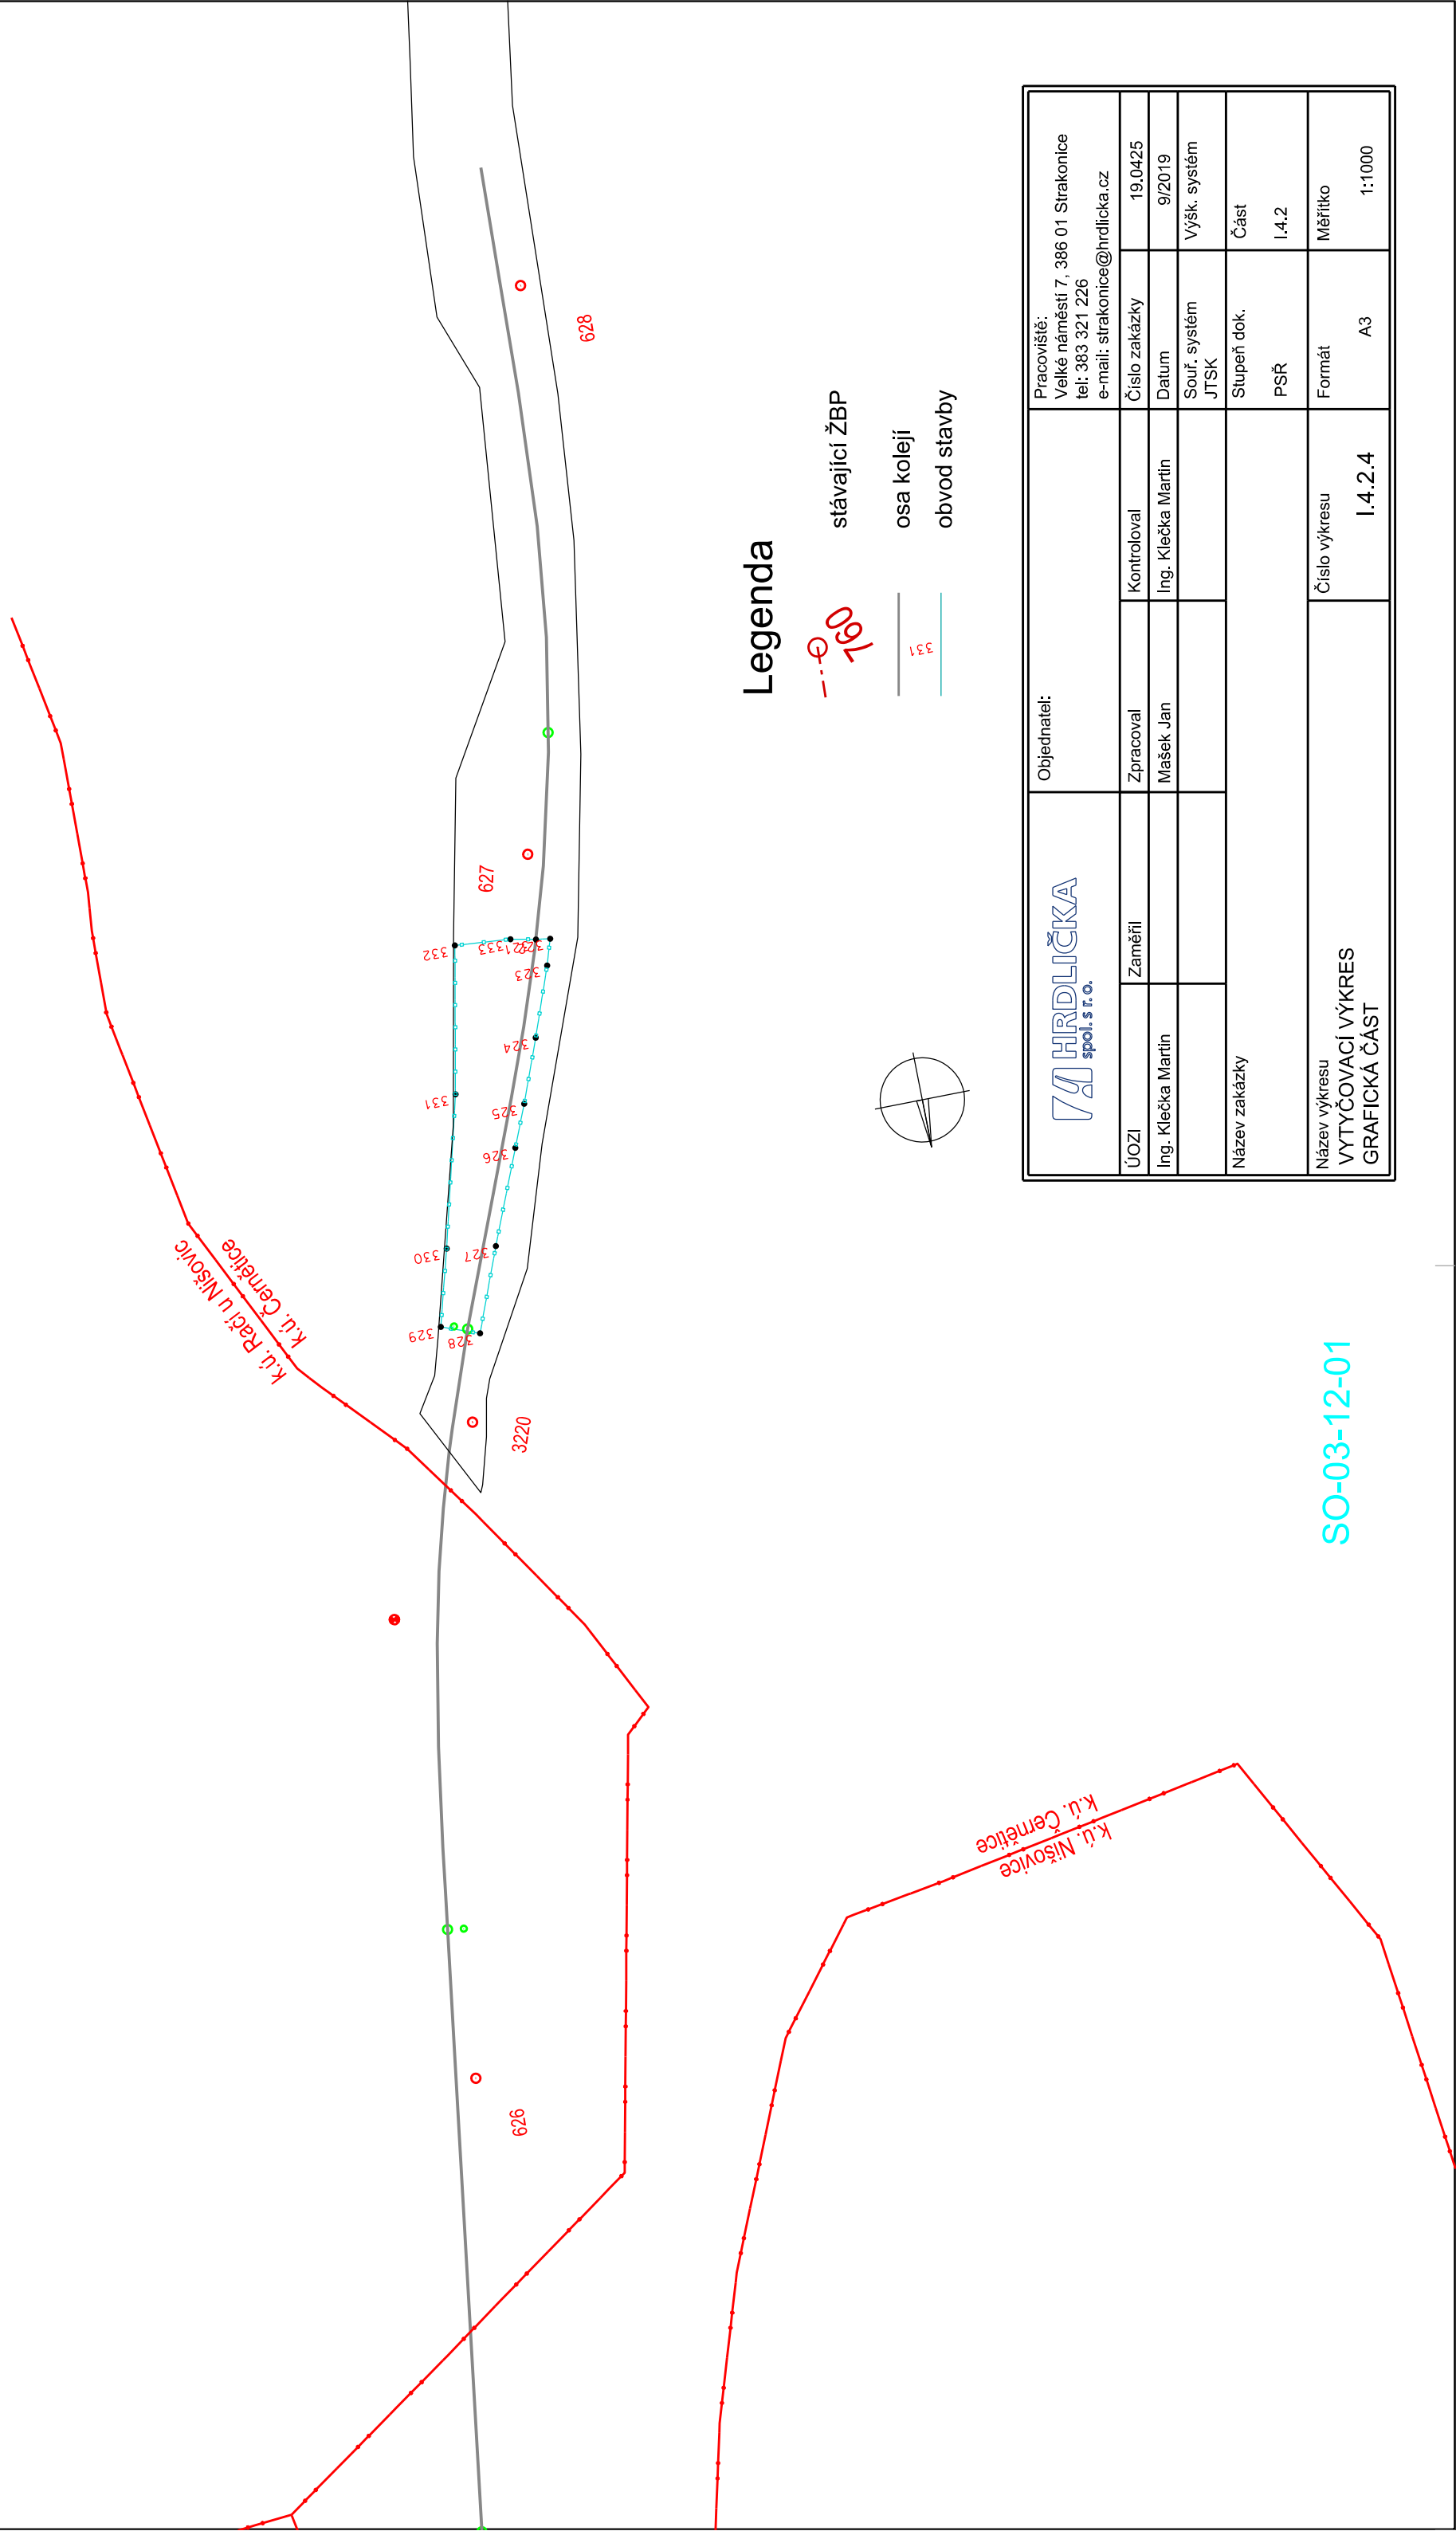 k.ú. Račí u Nišovic
k.ú. Černětice
332
333
321
323
324
325
326
327
328
329
330
331
627
628
3220
626
k.ú. Černětice
k.ú. Nišovice
Legenda
760
stávající ŽBP
osa kolejí
331
obvod stavby
SO-03-12-01
HRDLIČKA
spol. s r. o.
Objednatel:
Pracoviště:
Velké náměstí 7, 386 01 Strakonice
tel: 383 321 226
e-mail: strakonice@hrdlicka.cz
ÚOZI
Zaměřil
Zpracoval
Kontroloval
Číslo zakázky
19.0425
Ing. Klečka Martin
Mašek Jan
Ing. Klečka Martin
Datum
9/2019
Souř. systém
JTSK
Výšk. systém
Název zakázky
Stupeň dok.
PSŘ
Část
I.4.2
Název výkresu
VYTYČOVACÍ VÝKRES
GRAFICKÁ ČÁST
Číslo výkresu
I.4.2.4
Formát
A3
Měřítko
1:1000